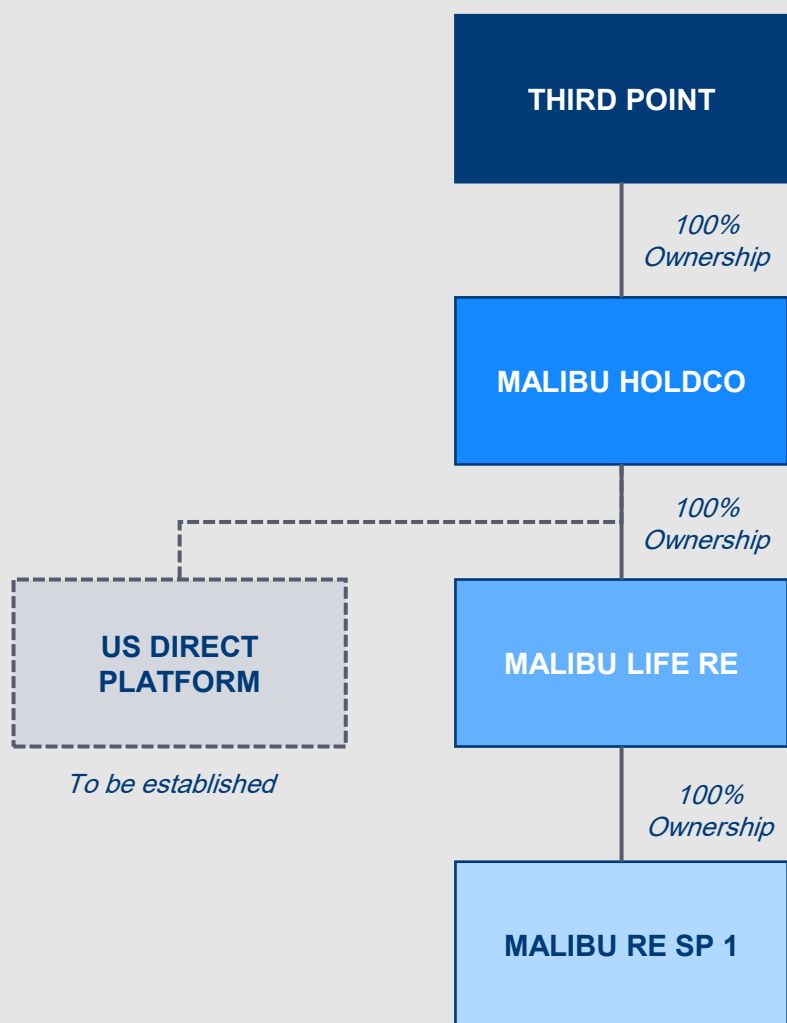 THIRD POINT
100%
Ownership
MALIBU HOLDCO
100%
Ownership
US DIRECT
PLATFORM
To be established
MALIBU LIFE RE
100%
Ownership
MALIBU RE SP 1